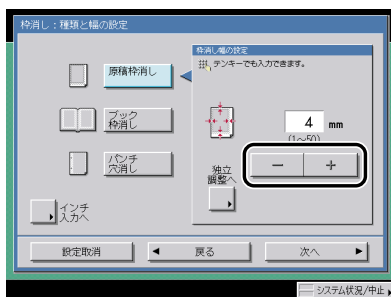 枠消し：種類と幅の設定
原稿枠消し
ブック
枠消し
パンチ
穴消し
インチ
入力へ
枠消し幅の設定
テンキーでも入力できます。
4 mm
(1～50)
－ ＋
独立
調整へ
設定取消
◀ 戻る
次へ ▶
システム状況/中止